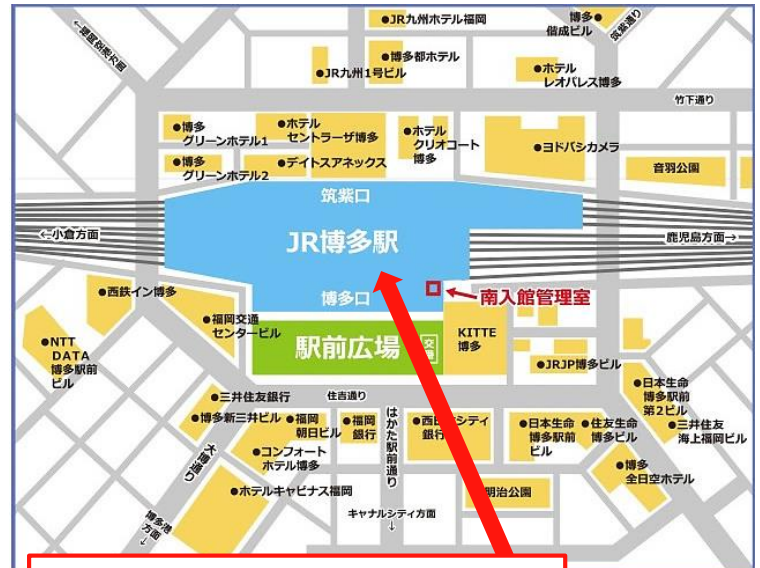 ●JR九州ホテル福岡
博多●
偕成ビル
筑紫通り
●博多都ホテル
●JR九州1号ビル
●ホテル
レオパレス博多
竹下通り
●博多
グリーンホテル1
●ホテル
セントラーザ博多
●ホテル
クリオコート
博多
●ヨドバシカメラ
●博多
グリーンホテル2
●デイトスアネックス
音羽公園
筑紫口
←小倉方面
JR博多駅
鹿児島方面→
博多口
南入館管理室
●西鉄イン博多
●福岡交通
センタービル
駅前広場
交番
KITTE
博多
●NTT
DATA
博多駅前
ビル
●JRJP博多ビル
●日本生命
博多駅前
第2ビル
●三井住友銀行
住吉通り
●博多新三井ビル
●福岡
朝日ビル
●福岡
銀行
はかた駅前通り
●西日本シティ
銀行
●日本生命
博多駅前
ビル
●住友生命
博多ビル
●三井住友
海上福岡ビル
大博通り
●コンフォート
ホテル博多
●博多
全日空ホテル
●ホテルキャビナス福岡
明治公園
博多港
方面→
キャナルシティ方面
↓